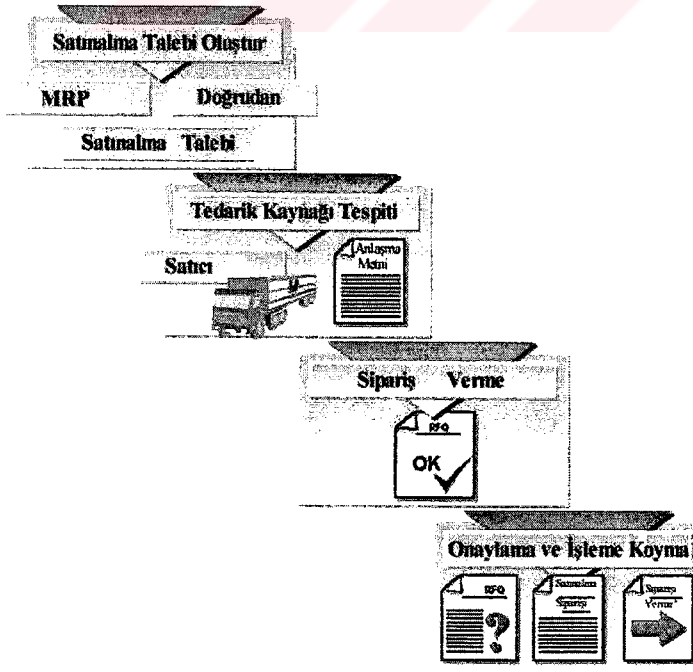 Satınalma Talebi Oluştur
MRP Doğrudan
Satınalma Talebi
Tedarik Kaynağı Tespiti
Satıcı
Anlaşma
Metni
Sipariş Verme
RFQ
OK
Onaylama ve İşleme Koyma
RFQ
?
Satınalma
Siparişi
Siparişi
Verme